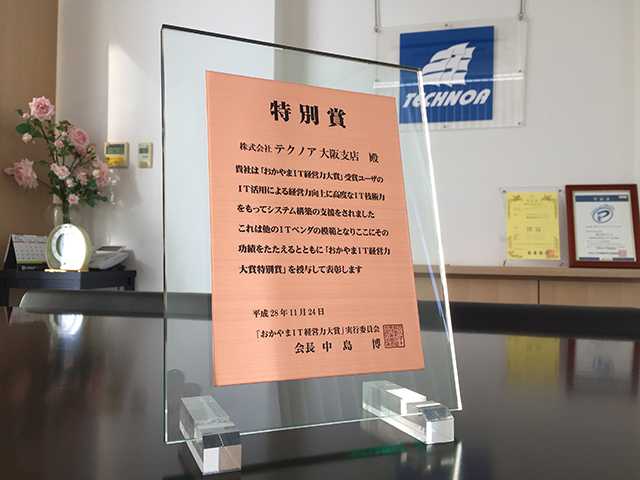 特別賞
株式会社 テクノア 大阪支店 殿
貴社は「おかやまIT経営力大賞」受賞ユーザの
IT活用による経営力向上に高度なIT技術力
をもってシステム構築の支援をされました
これは他のITベンダの模範となりここにその
功績をたたえるとともに「おかやまIT経営力
大賞特別賞」を授与して表彰します
平成28年11月24日
「おかやまIT経営力大賞」実行委員会
会長 中島 博
TECHNOA